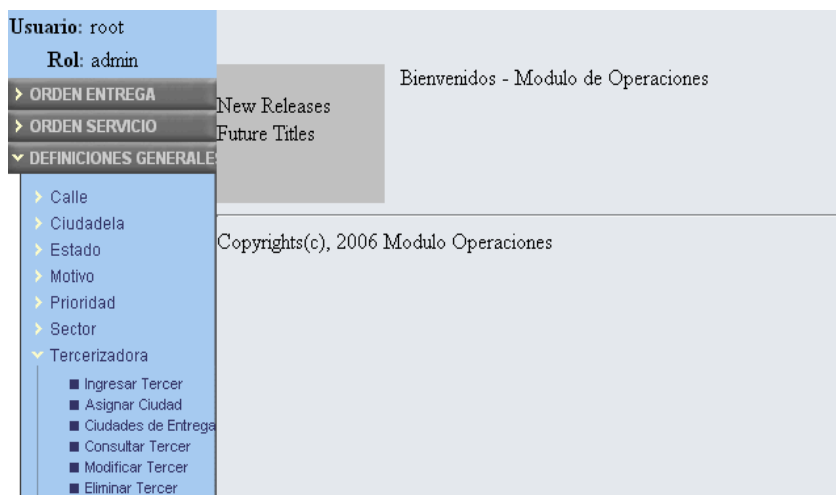 Usuario: root
Rol: admin
ORDEN ENTREGA
ORDEN SERVICIO
DEFINICIONES GENERALES
Calle
Ciudadela
Estado
Motivo
Prioridad
Sector
Tercerizadora
Ingresar Tercer
Asignar Ciudad
Ciudades de Entrega
Consultar Tercer
Modificar Tercer
Eliminar Tercer
Bienvenidos - Modulo de Operaciones
New Releases
Future Titles
Copyrights(c), 2006 Modulo Operaciones